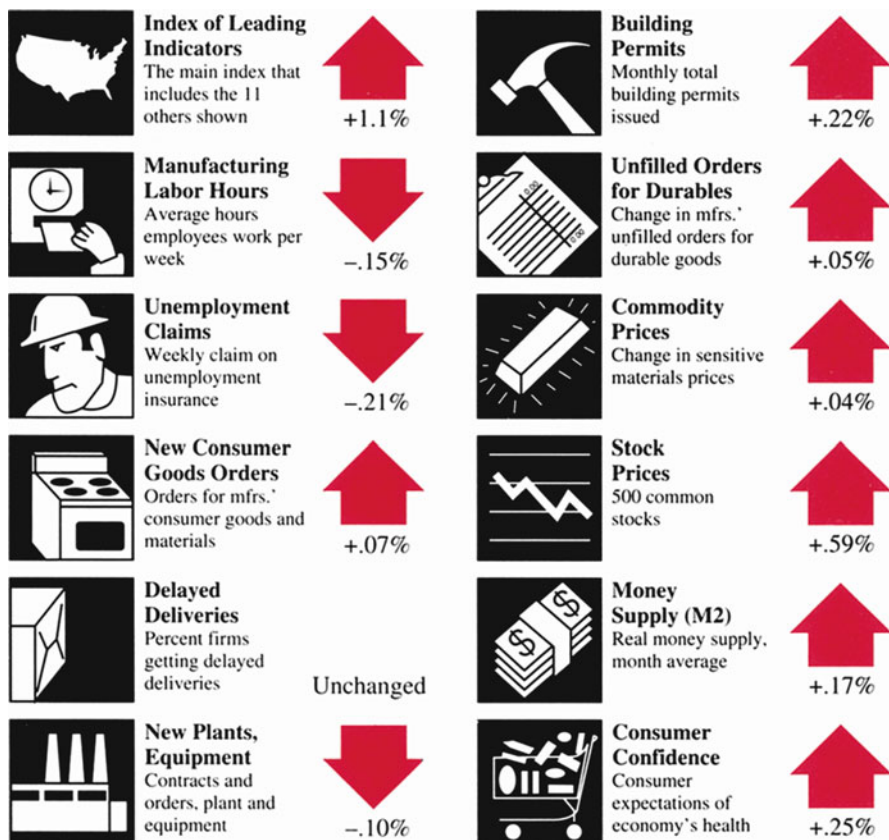 Index of Leading
Indicators
The main index that
includes the 11
others shown
+1.1%
Manufacturing
Labor Hours
Average hours
employees work per
week
–.15%
Unemployment
Claims
Weekly claim on
unemployment
insurance
–.21%
New Consumer
Goods Orders
Orders for mfrs.'
consumer goods and
materials
+.07%
Delayed
Deliveries
Percent firms
getting delayed
deliveries
Unchanged
New Plants,
Equipment
Contracts and
orders, plant and
equipment
–.10%
Building
Permits
Monthly total
building permits
issued
+.22%
0.00
0.00
Unfilled Orders
for Durables
Change in mfrs.'
unfilled orders for
durable goods
+.05%
Commodity
Prices
Change in sensitive
materials prices
+.04%
Stock
Prices
500 common
stocks
+.59%
$
$
Money
Supply (M2)
Real money supply,
month average
+.17%
Consumer
Confidence
Consumer
expectations of
economy's health
+.25%